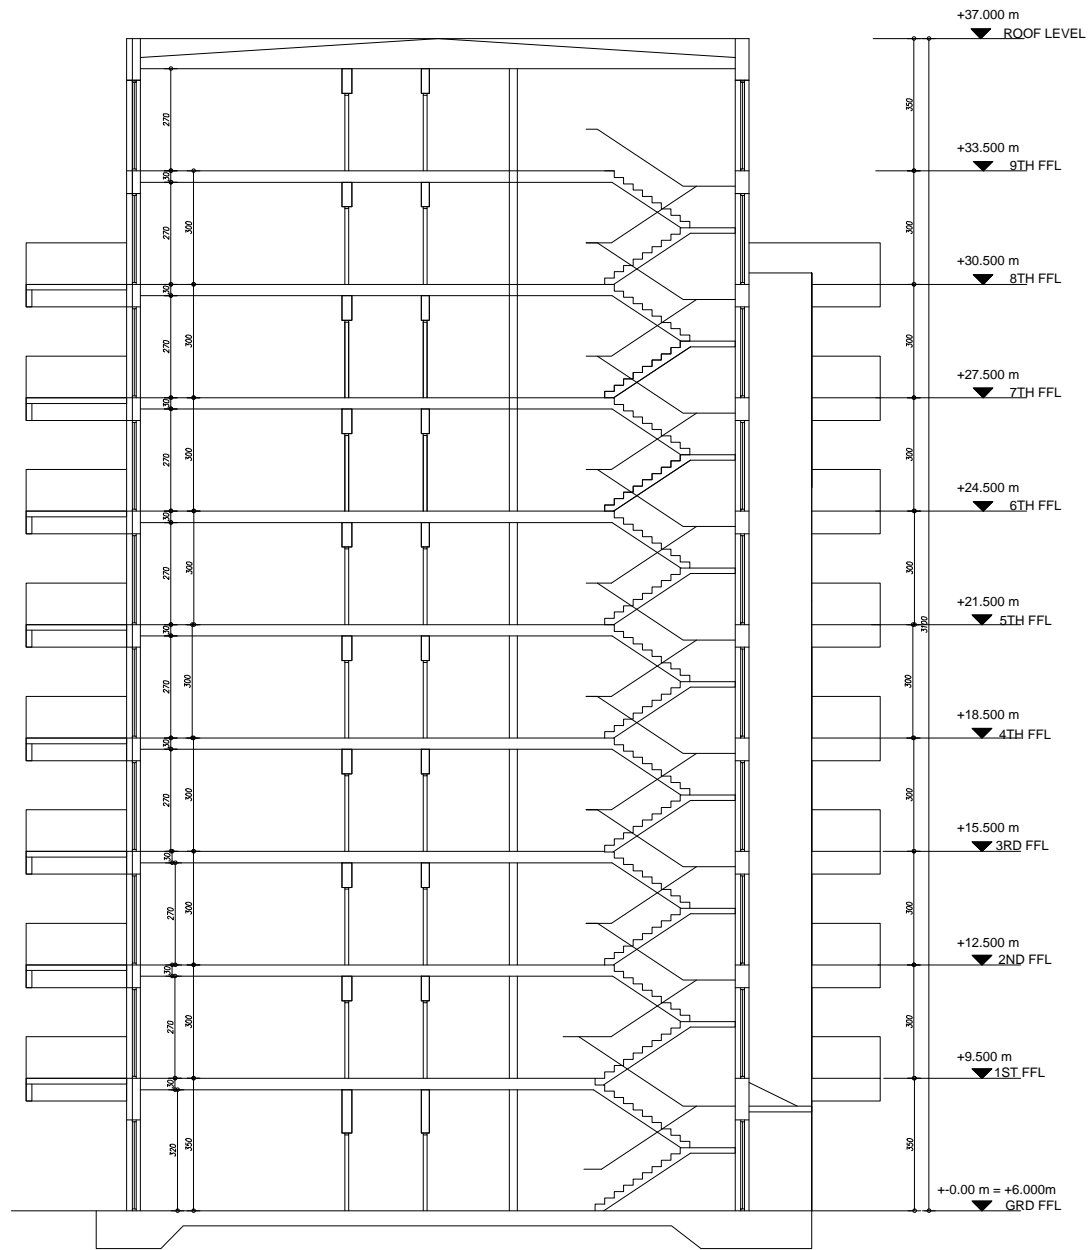 +37.000 m
ROOF LEVEL
270
350
+33.500 m
9TH FFL
30
270
300
300
+30.500 m
8TH FFL
30
270
300
300
+27.500 m
7TH FFL
30
270
300
300
+24.500 m
6TH FFL
30
270
300
300
+21.500 m
5TH FFL
3100
30
270
300
300
+18.500 m
4TH FFL
30
270
300
300
+15.500 m
3RD FFL
30
270
300
300
+12.500 m
2ND FFL
30
270
300
300
+9.500 m
1ST FFL
30
320
350
350
+-0.00 m = +6.000m
GRD FFL